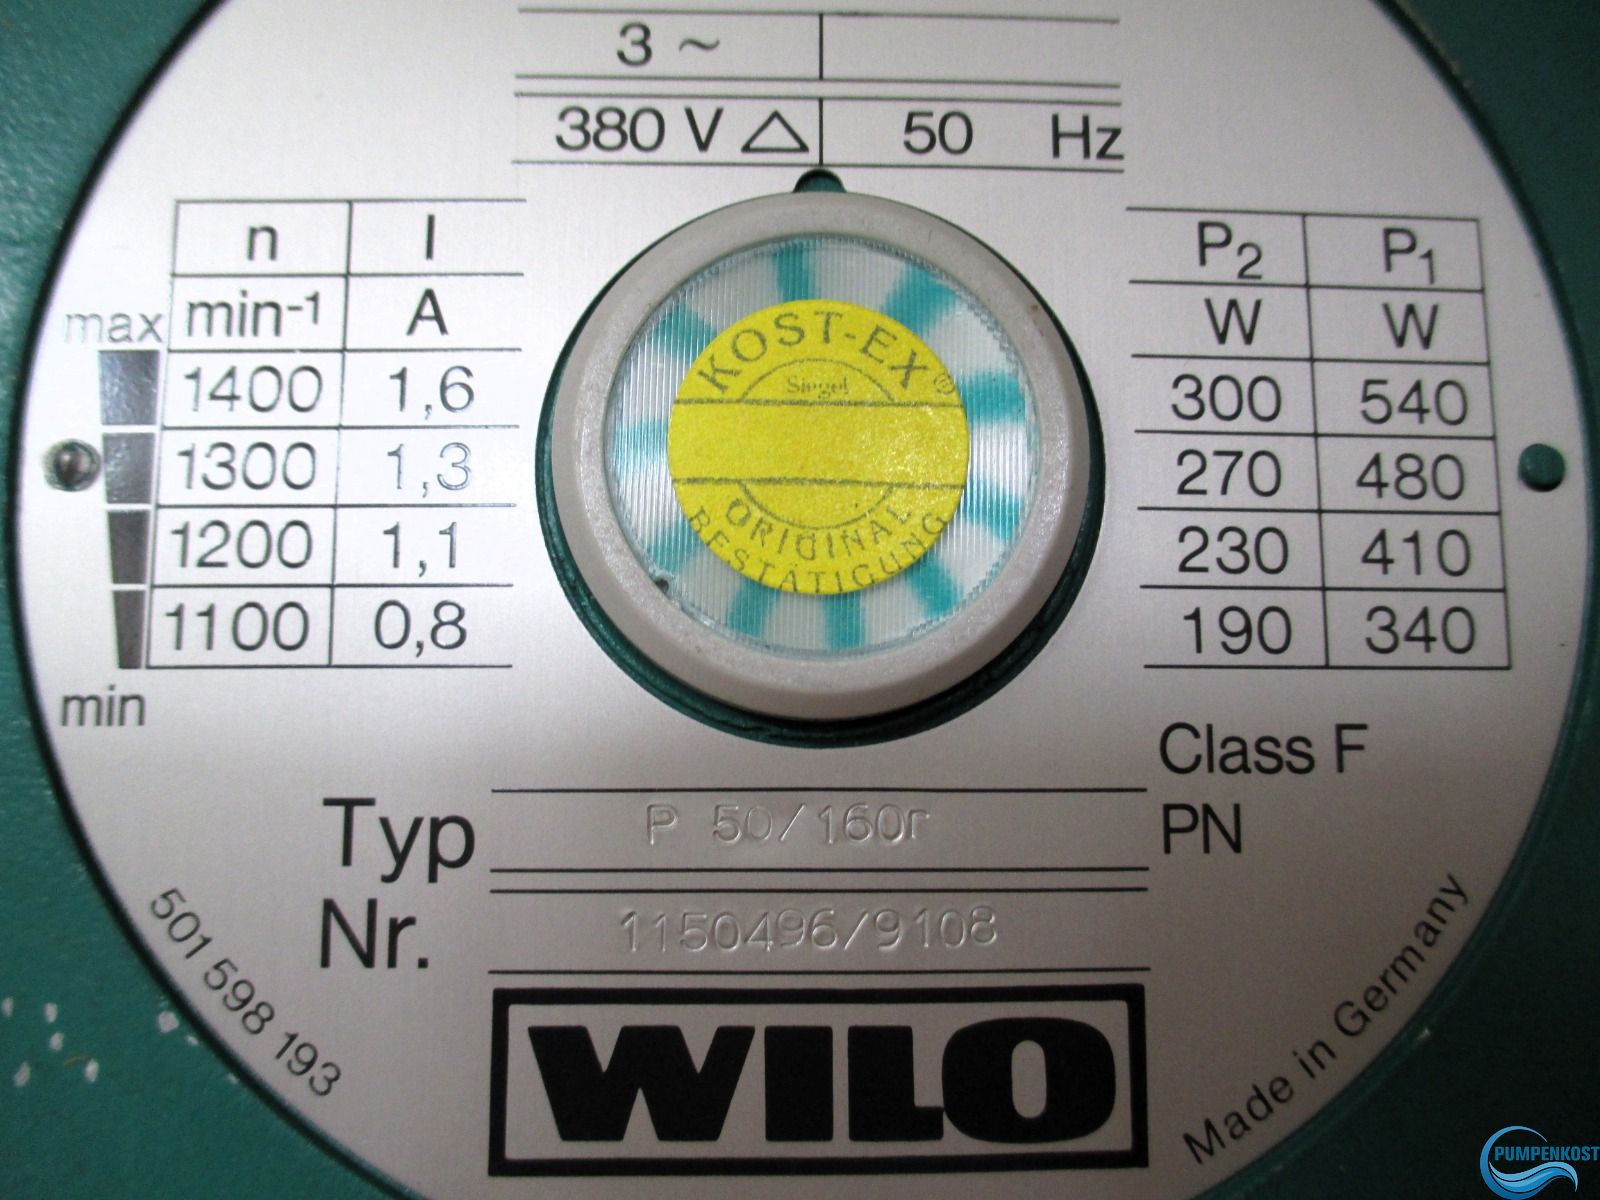 3 ~
380 V △ 50 Hz
n I
max min-1 A
1400 1,6
1300 1,3
1200 1,1
1100 0,8
min
P2 P1
W W
300 540
270 480
230 410
190 340
KOST-EX®
Siegel
ORIGINAL
BESTÄTIGUNG
Class F
PN
Typ P 50/160r
Nr. 1150496/9108
501 598 193
WILO
Made in Germany
PUMPENKOST